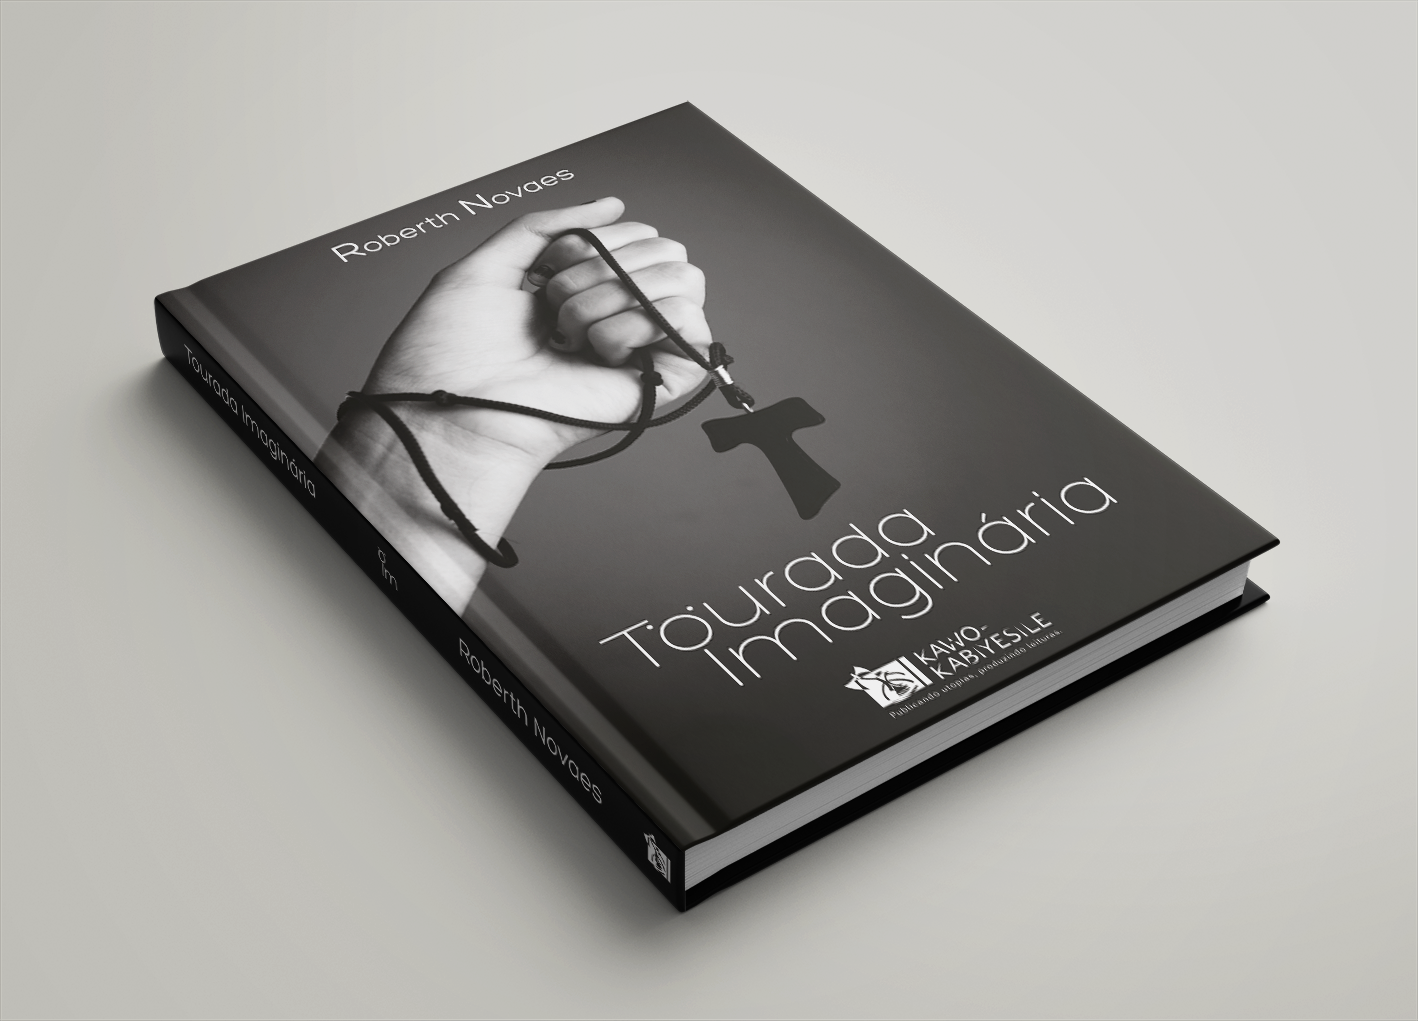 Roberth Novaes
Tourada
Imaginária
KAWO-
KABIYESILE
Publicando utopias, produzindo leituras.
Tourada Imaginária
Roberth Novaes